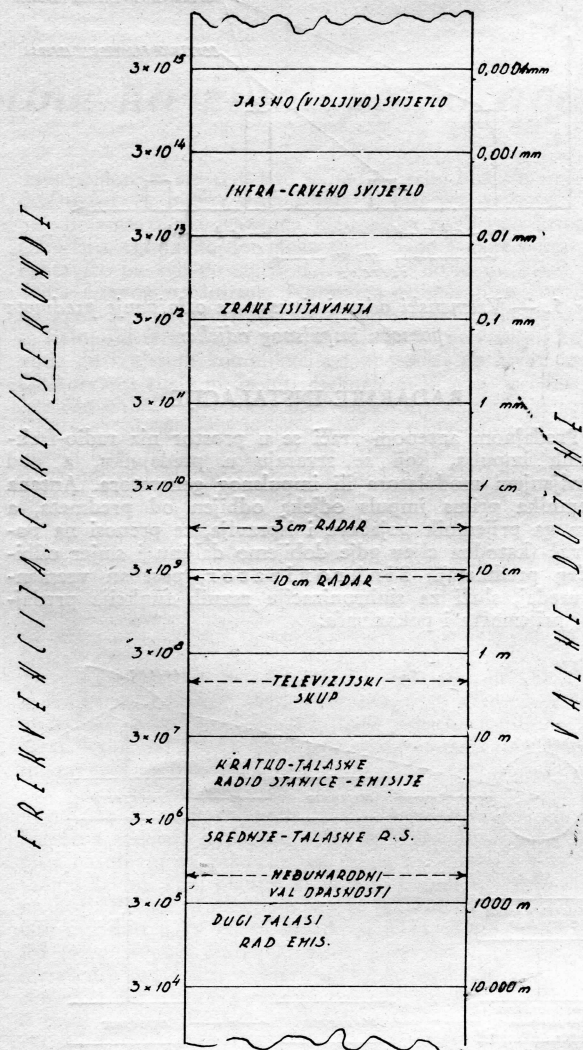 3×10¹⁵ 0,0001mm
JASNO (VIDLJIVO) SVIJETLO
3×10¹⁴ 0,001 mm
INFRA-CRVENO SVIJETLO
3×10¹³ 0,01 mm
ZRAKE ISIJAVANJA
3×10¹² 0,1 mm
3×10¹¹ 1 mm
3×10¹⁰ 1 cm
3 cm RADAR
3×10⁹ 10 cm
10 cm RADAR
3×10⁸ 1 m
TELEVIZIJSKI
SKUP
3×10⁷ 10 m
KRATKO-TALASNE
RADIO STANICE-EMISIJE
3×10⁶
SREDNJE-TALASNE R.S.
MEĐUNARODNI
VAL OPASNOSTI
3×10⁵ 1000 m
DUGI TALASI
RAD EMIS.
3×10⁴ 10.000 m
FREKVENCIJA, CIKL/SEKUNDE
VALNE DUŽINE